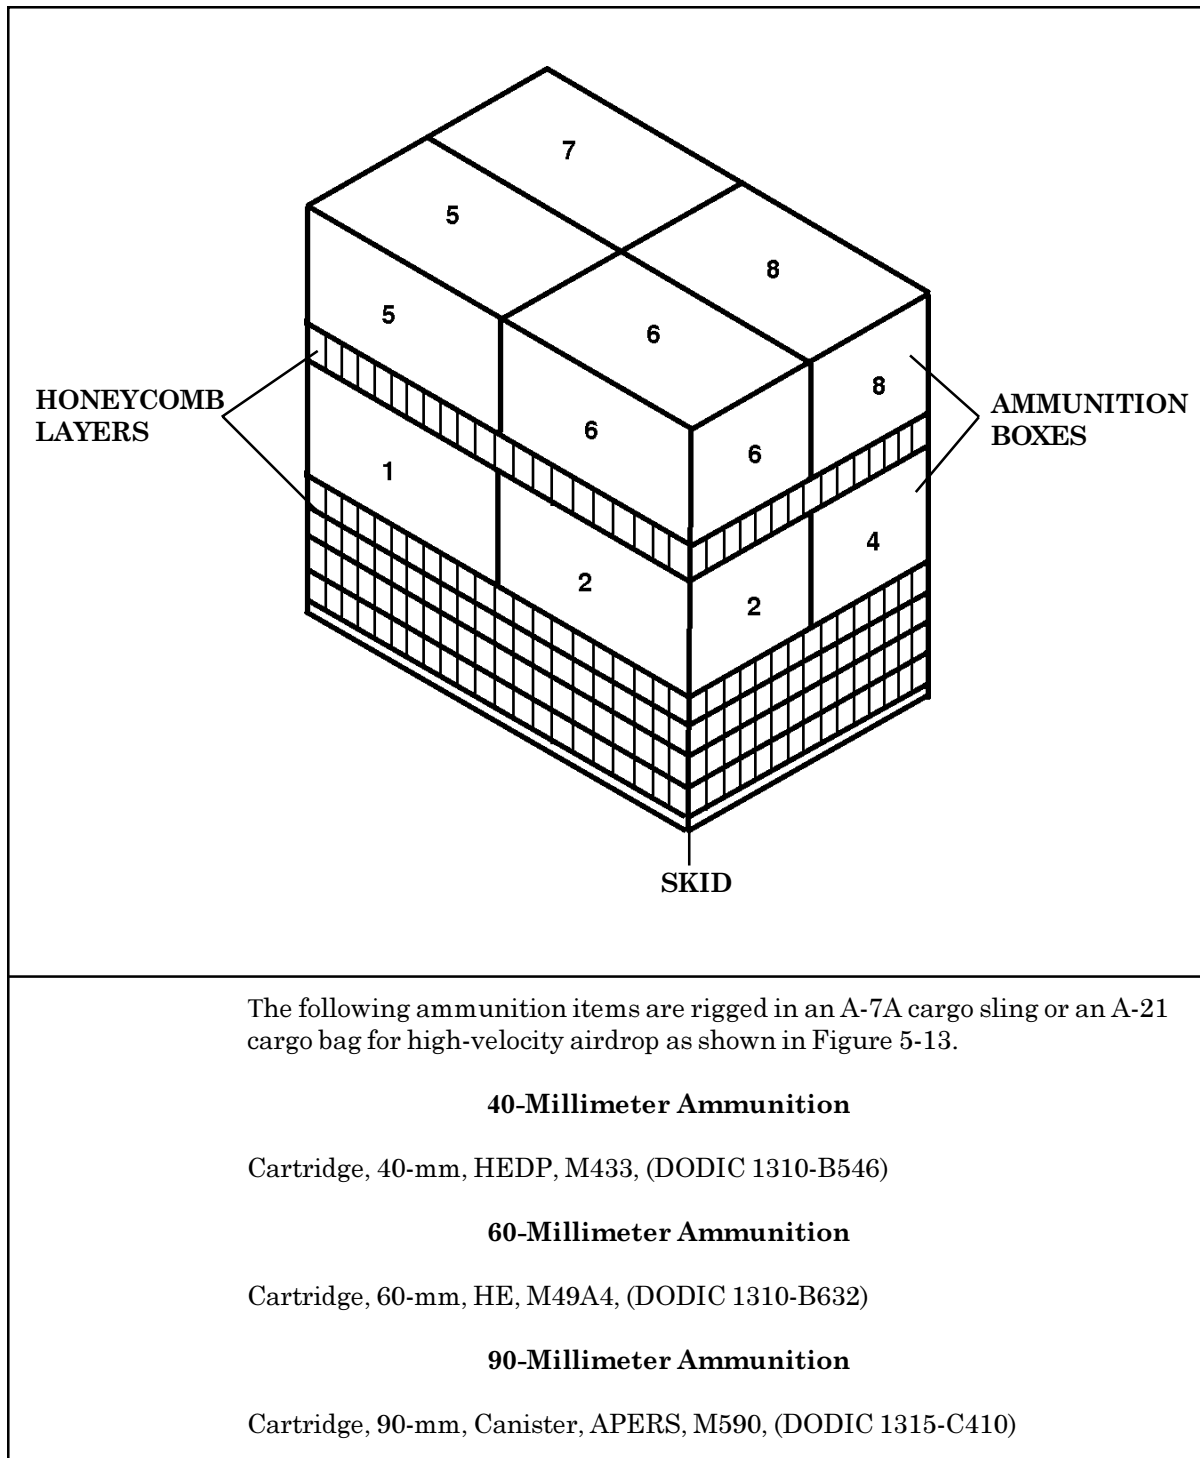 7
5
8
5
6
8
HONEYCOMB
LAYERS
AMMUNITION
BOXES
6
6
1
4
2
2
SKID
The following ammunition items are rigged in an A-7A cargo sling or an A-21
cargo bag for high-velocity airdrop as shown in Figure 5-13.
40-Millimeter Ammunition
Cartridge, 40-mm, HEDP, M433, (DODIC 1310-B546)
60-Millimeter Ammunition
Cartridge, 60-mm, HE, M49A4, (DODIC 1310-B632)
90-Millimeter Ammunition
Cartridge, 90-mm, Canister, APERS, M590, (DODIC 1315-C410)